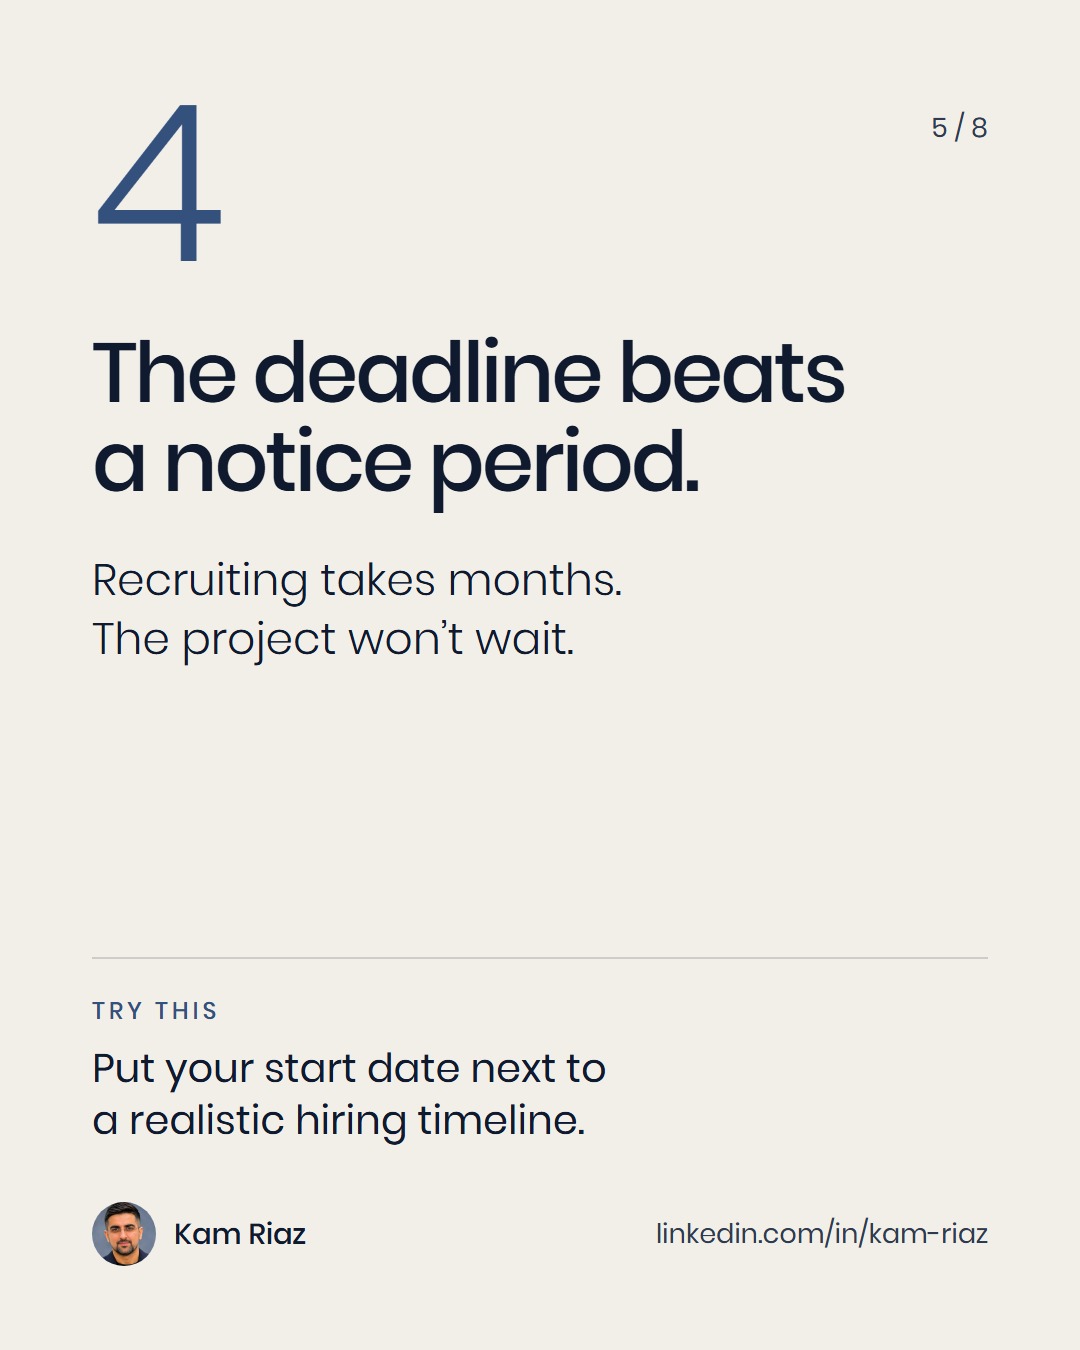 4
5 / 8
The deadline beats
a notice period.
Recruiting takes months.
The project won’t wait.
TRY THIS
Put your start date next to
a realistic hiring timeline.
Kam Riaz
linkedin.com/in/kam-riaz